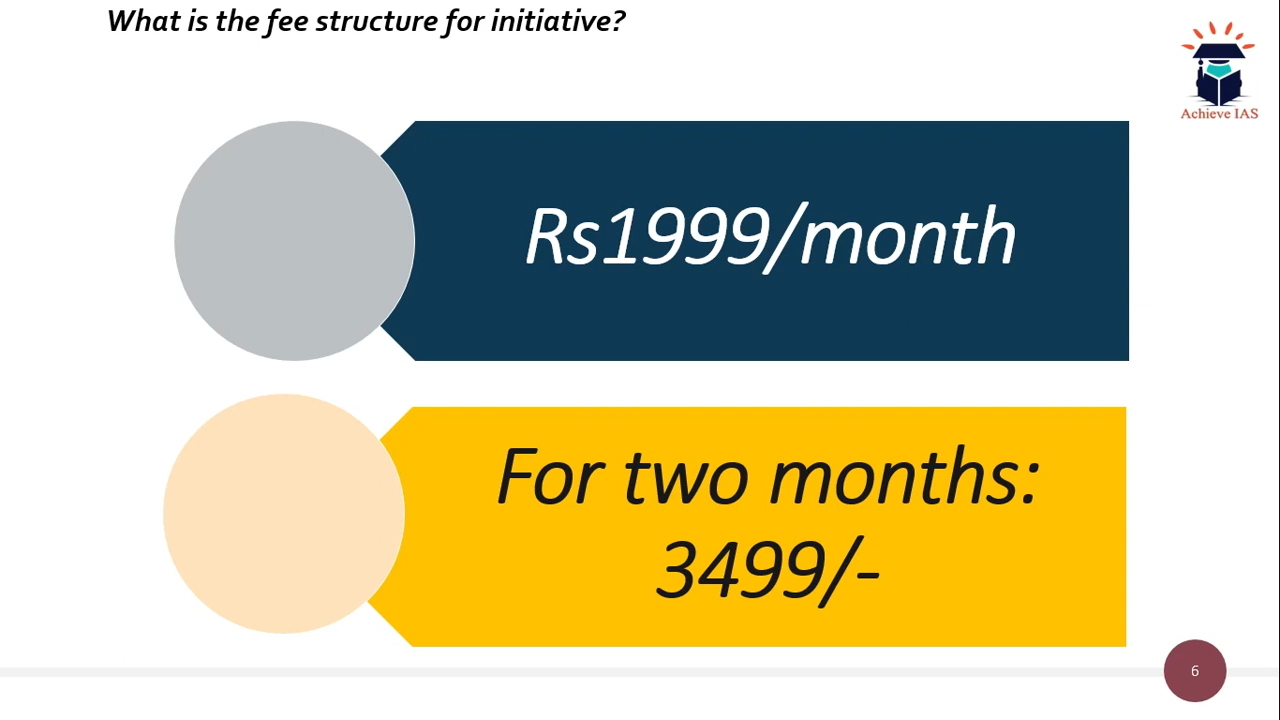 What is the fee structure for initiative?
Achieve IAS
Rs1999/month
For two months:
3499/-
6